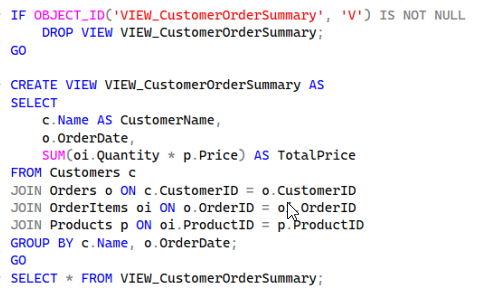 IF OBJECT_ID('VIEW_CustomerOrderSummary', 'V') IS NOT NULL
    DROP VIEW VIEW_CustomerOrderSummary;
GO

CREATE VIEW VIEW_CustomerOrderSummary AS
SELECT
    c.Name AS CustomerName,
    o.OrderDate,
    SUM(oi.Quantity * p.Price) AS TotalPrice
FROM Customers c
JOIN Orders o ON c.CustomerID = o.CustomerID
JOIN OrderItems oi ON o.OrderID = oi.OrderID
JOIN Products p ON oi.ProductID = p.ProductID
GROUP BY c.Name, o.OrderDate;
GO
SELECT * FROM VIEW_CustomerOrderSummary;